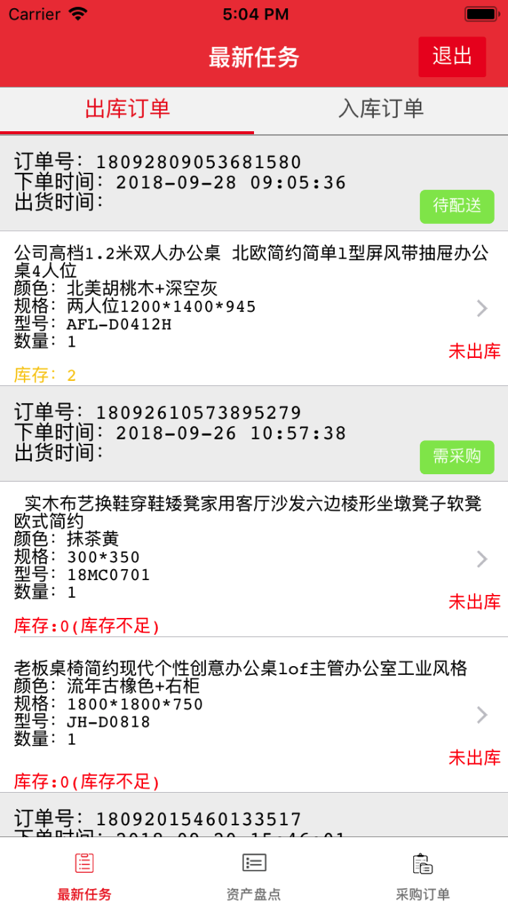 Carrier
5:04 PM
最新任务
退出
出库订单
入库订单
订单号：18092809053681580
下单时间：2018-09-28 09:05:36
出货时间：
待配送
公司高档1.2米双人办公桌 北欧简约简单l型屏风带抽屉办公
桌4人位
颜色：北美胡桃木+深空灰
规格：两人位1200*1400*945
型号：AFL-D0412H
数量：1
未出库
库存：2
订单号：18092610573895279
下单时间：2018-09-26 10:57:38
出货时间：
需采购
实木布艺换鞋穿鞋矮凳家用客厅沙发六边棱形坐墩凳子软凳
欧式简约
颜色：抹茶黄
规格：300*350
型号：18MC0701
数量：1
未出库
库存:0(库存不足)
老板桌椅简约现代个性创意办公桌lof主管办公室工业风格
颜色：流年古橡色+右柜
规格：1800*1800*750
型号：JH-D0818
数量：1
未出库
库存:0(库存不足)
订单号：18092015460133517
下单时间：2018-09-20 15:46:01
最新任务
资产盘点
采购订单